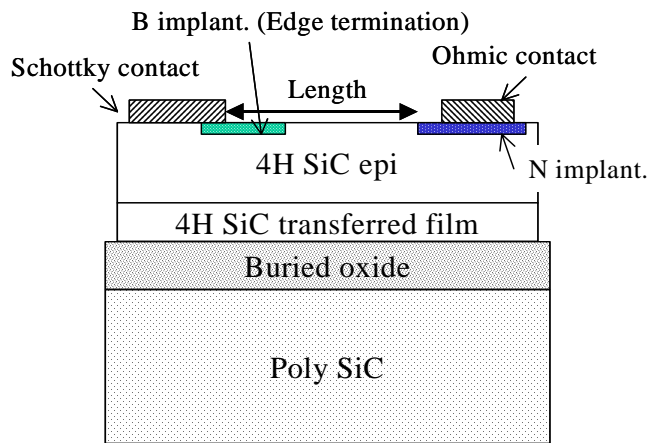 B implant. (Edge termination)
Schottky contact
Ohmic contact
Length
N implant.
4H SiC epi
4H SiC transferred film
Buried oxide
Poly SiC